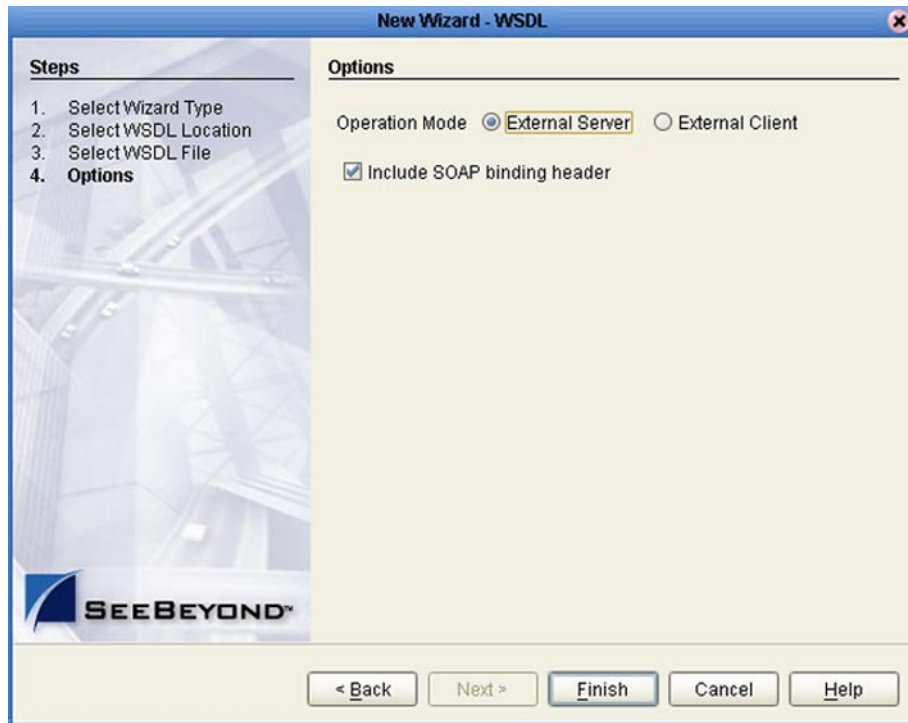 New Wizard - WSDL
Steps
1. Select Wizard Type
2. Select WSDL Location
3. Select WSDL File
4. Options
Options
Operation Mode External Server External Client
Include SOAP binding header
SEEBEYOND™
< Back Next > Finish Cancel Help